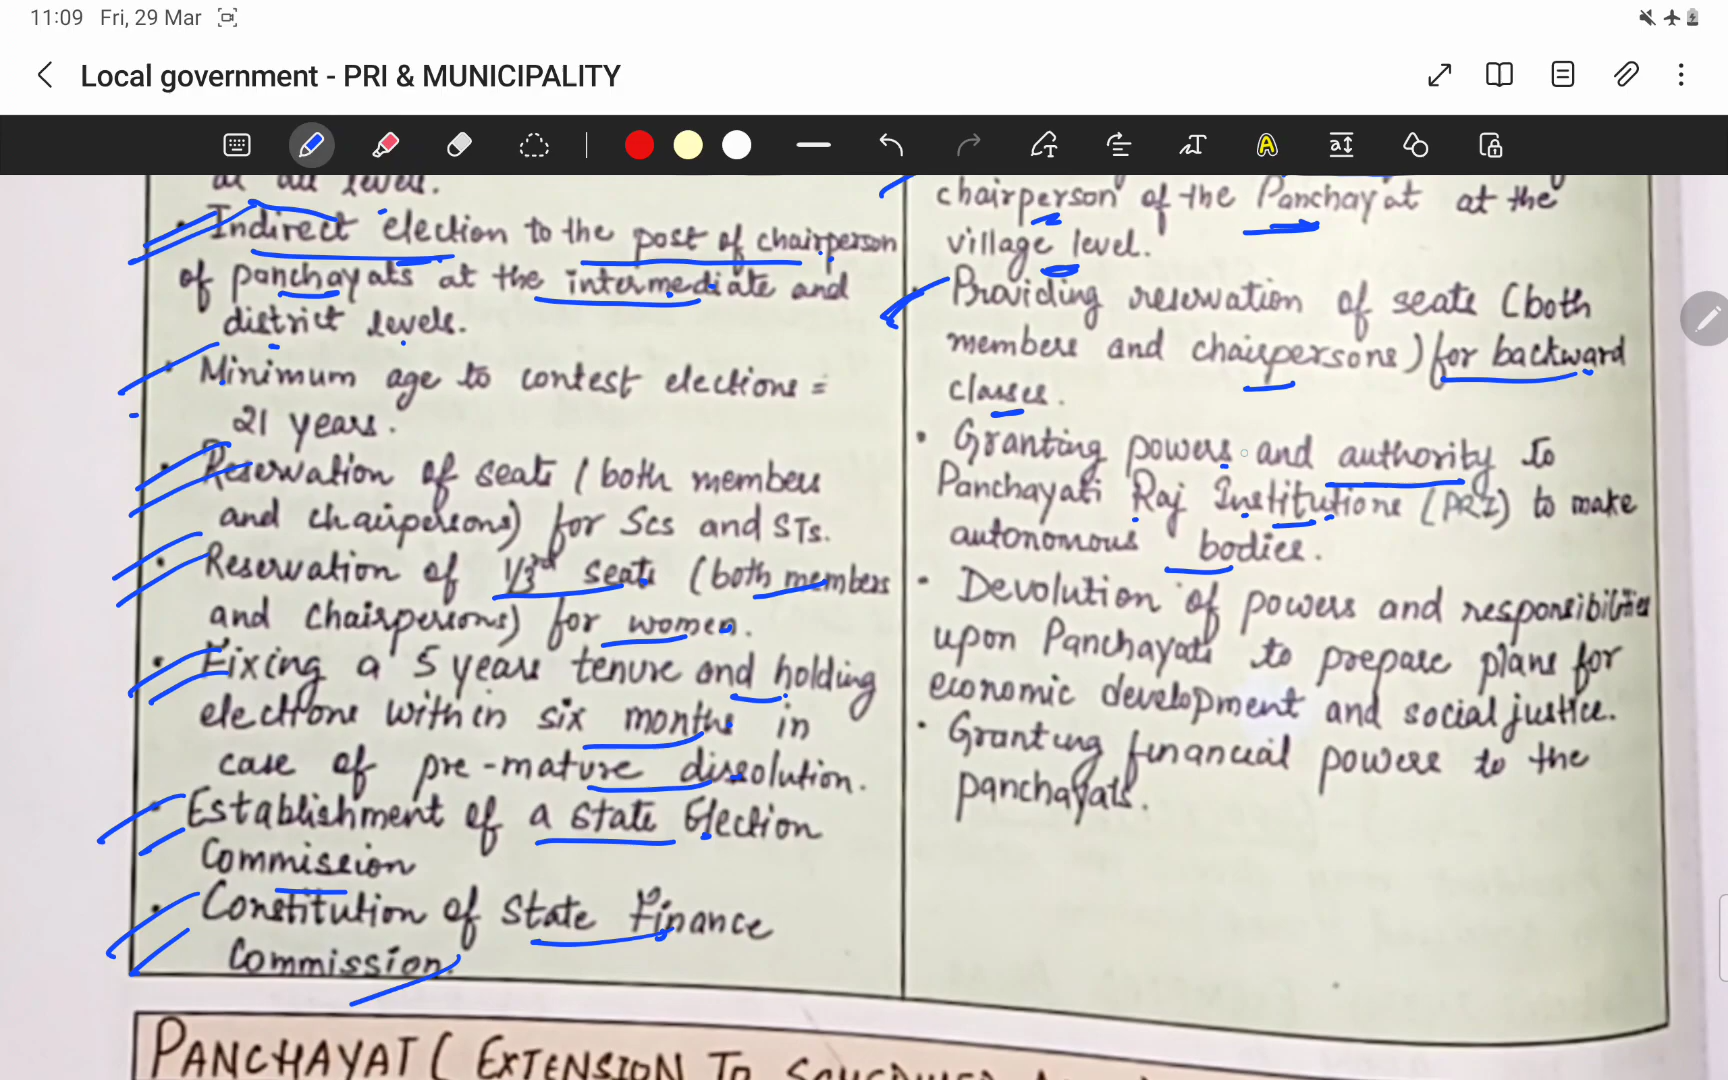 11:09 Fri, 29 Mar
Local government - PRI & MUNICIPALITY
at all levels.
• Indirect election to the post of chairperson
of panchayats at the intermediate and
district levels.
• Minimum age to contest elections =
21 years.
• Reservation of seats (both members
and chairpersons) for SCs and STs.
• Reservation of 1/3rd seats (both members
and Chairpersons) for women.
• Fixing a 5 years tenure and holding
elections within six months in
case of pre-mature dissolution.
• Establishment of a State Election
Commission
• Constitution of State Finance
Commission.
chairperson of the Panchayat at the
village level.
• Providing reservation of seats (both
members and chairpersons) for backward
classes.
• Granting powers and authority to
Panchayati Raj Institutions (PRI) to make
autonomous bodies.
• Devolution of powers and responsibilities
upon Panchayats to prepare plans for
economic development and social justice.
• Granting financial powers to the
panchayats.
PANCHAYAT (EXTENSION TO